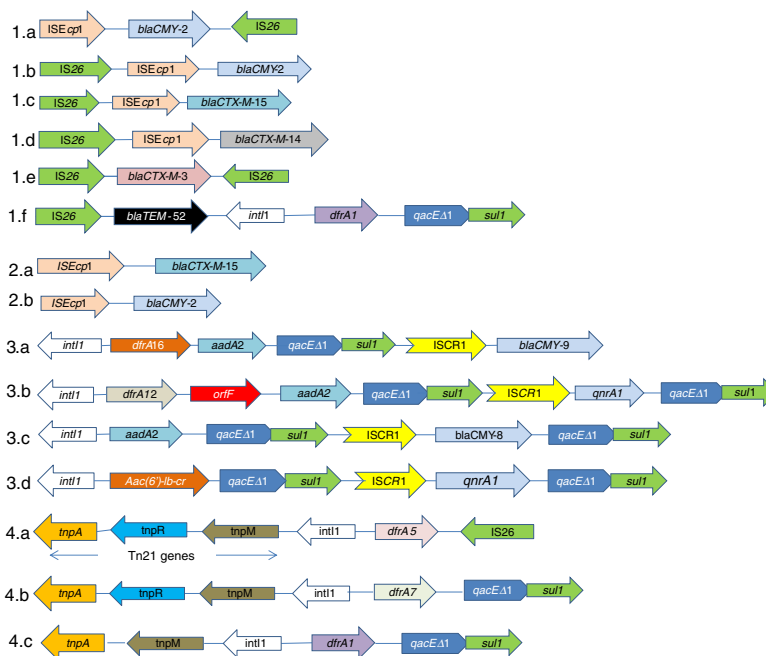 1.a ISEcp1 blaCMY-2 IS26
1.b IS26 ISEcp1 blaCMY-2
1.c IS26 ISEcp1 blaCTX-M-15
1.d IS26 ISEcp1 blaCTX-M-14
1.e IS26 blaCTX-M-3 IS26
1.f IS26 blaTEM-52 intI1 dfrA1 qacEΔ1 sul1
2.a ISEcp1 blaCTX-M-15
2.b ISEcp1 blaCMY-2
3.a intI1 dfrA16 aadA2 qacEΔ1 sul1 ISCR1 blaCMY-9
3.b intI1 dfrA12 orfF aadA2 qacEΔ1 sul1 ISCR1 qnrA1 qacEΔ1 sul1
3.c intI1 aadA2 qacEΔ1 sul1 ISCR1 blaCMY-8 qacEΔ1 sul1
3.d intI1 Aac(6')-Ib-cr qacEΔ1 sul1 ISCR1 qnrA1 qacEΔ1 sul1
4.a tnpA tnpR tnpM intI1 dfrA5 IS26
Tn21 genes
4.b tnpA tnpR tnpM intI1 dfrA7 qacEΔ1 sul1
4.c tnpA tnpM intI1 dfrA1 qacEΔ1 sul1